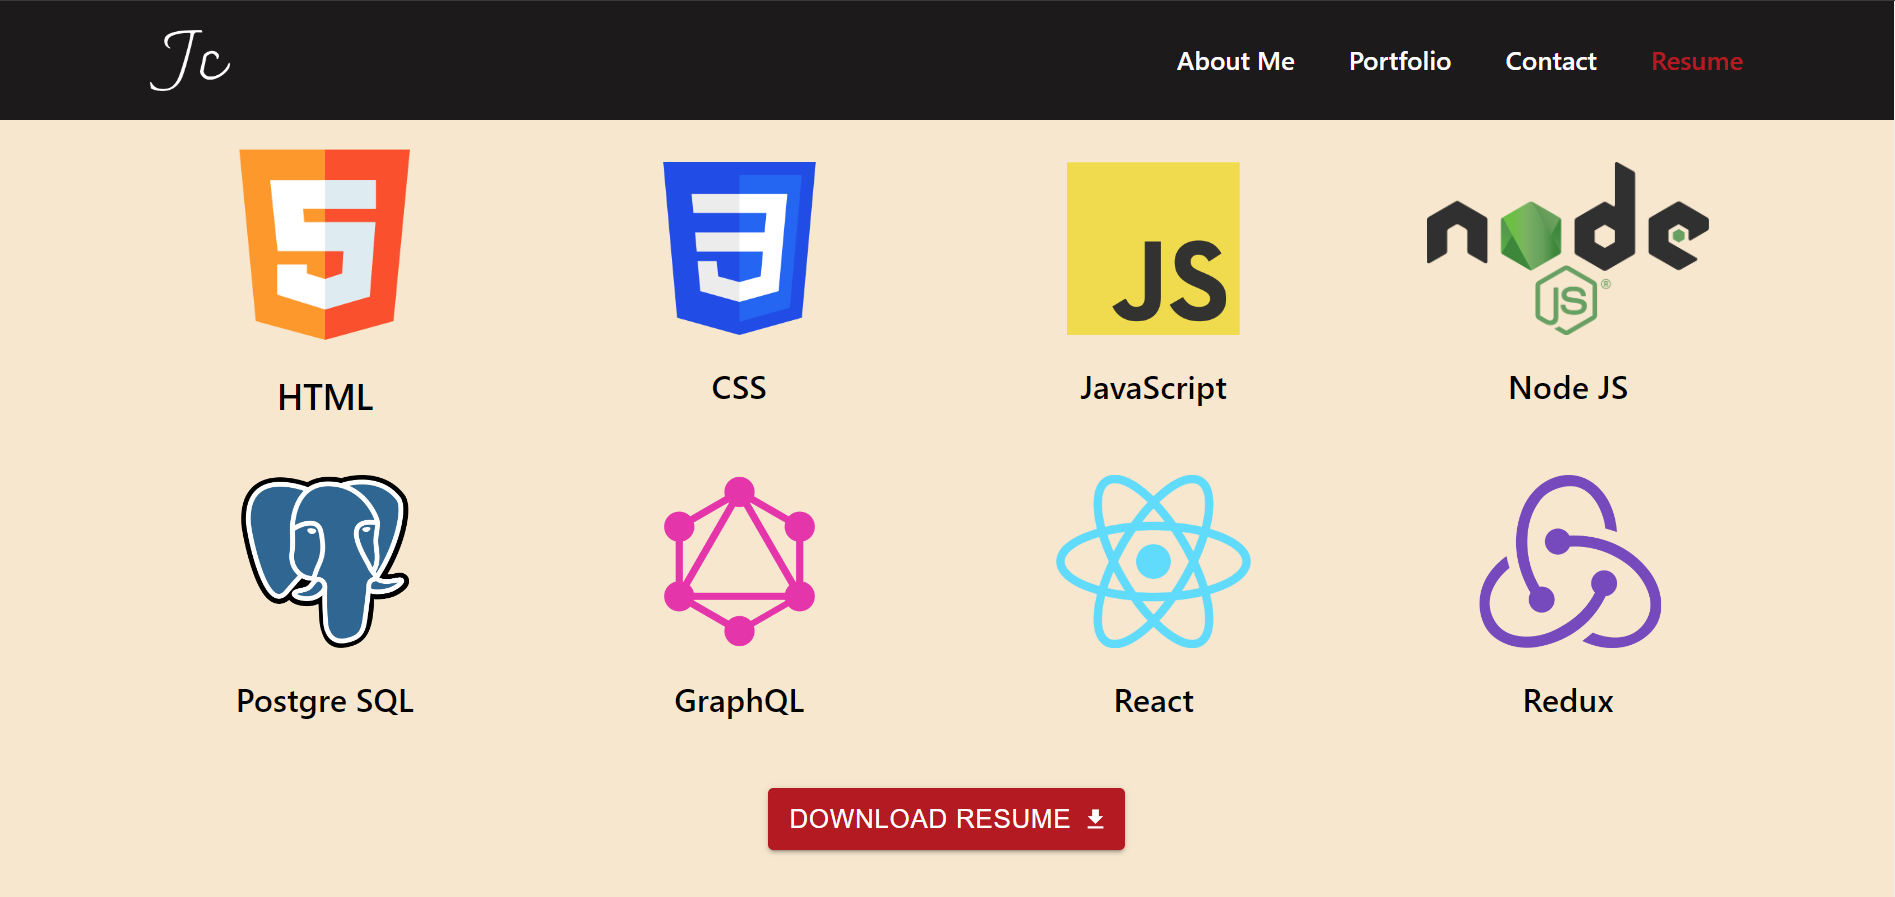 Jc
About Me Portfolio Contact Resume
5 3 JS node
JS ®
HTML CSS JavaScript Node JS
Postgre SQL GraphQL React Redux
DOWNLOAD RESUME